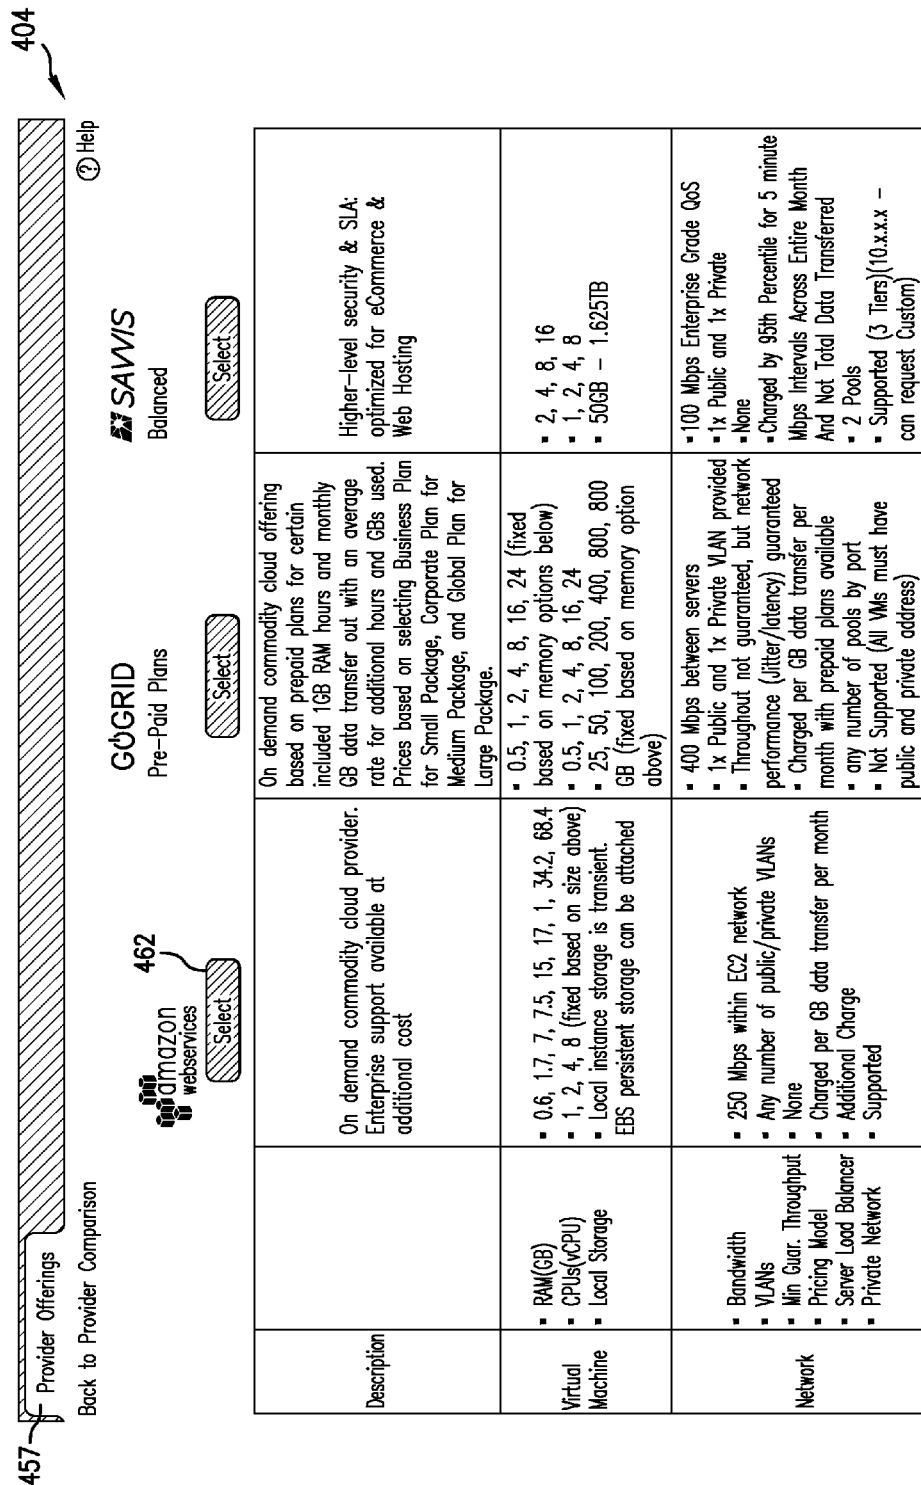 404
457
Provider Offerings
Back to Provider Comparison
? Help
amazon
webservices
462
Select
GOGRID
Pre-Paid Plans
Select
SAVVIS
Balanced
Select
Description
On demand commodity cloud provider.
Enterprise support available at
additional cost
On demand commodity cloud offering
based on prepaid plans for certain
included 1GB RAM hours and monthly
GB data transfer out with an average
rate for additional hours and GBs used.
Prices based on selecting Business Plan
for Small Package, Corporate Plan for
Medium Package, and Global Plan for
Large Package.
Higher-level security & SLA:
optimized for eCommerce &
Web Hosting
Virtual
Machine
▪ RAM(GB)
▪ CPUs(vCPU)
▪ Local Storage
▪ 0.6, 1.7, 7, 7.5, 15, 17, 1, 34.2, 68.4
▪ 1, 2, 4, 8 (fixed based on size above)
▪ Local instance storage is transient.
EBS persistent storage can be attached
▪ 0.5, 1, 2, 4, 8, 16, 24 (fixed
based on memory options below)
▪ 0.5, 1, 2, 4, 8, 16, 24
▪ 25, 50, 100, 200, 400, 800, 800
GB (fixed based on memory option
above)
▪ 2, 4, 8, 16
▪ 1, 2, 4, 8
▪ 50GB – 1.625TB
Network
▪ Bandwidth
▪ VLANs
▪ Min Guar. Throughput
▪ Pricing Model
▪ Server Load Balancer
▪ Private Network
▪ 250 Mbps within EC2 network
▪ Any number of public/private VLANs
▪ None
▪ Charged per GB data transfer per month
▪ Additional Charge
▪ Supported
▪ 400 Mbps between servers
▪ 1x Public and 1x Private VLAN provided
▪ Throughout not guaranteed, but network
performance (Jitter/latency) guaranteed
▪ Charged per GB data transfer per
month with prepaid plans available
▪ any number of pools by port
▪ Not Supported (All VMs must have
public and private address)
▪ 100 Mbps Enterprise Grade QoS
▪ 1x Public and 1x Private
▪ None
▪ Charged by 95th Percentile for 5 minute
Mbps Intervals Across Entire Month
And Not Total Data Transferred
▪ 2 Pools
▪ Supported (3 Tiers)(10.x.x.x –
can request Custom)